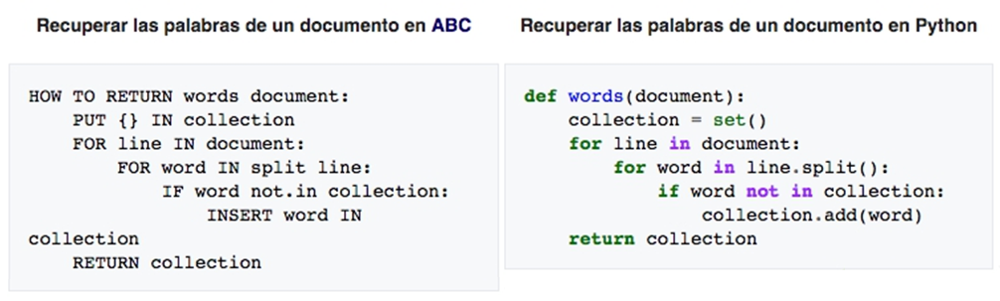 Recuperar las palabras de un documento en ABC
HOW TO RETURN words document:
    PUT {} IN collection
    FOR line IN document:
        FOR word IN split line:
            IF word not.in collection:
                INSERT word IN
collection
    RETURN collection
Recuperar las palabras de un documento en Python
def words(document):
    collection = set()
    for line in document:
        for word in line.split():
            if word not in collection:
                collection.add(word)
    return collection